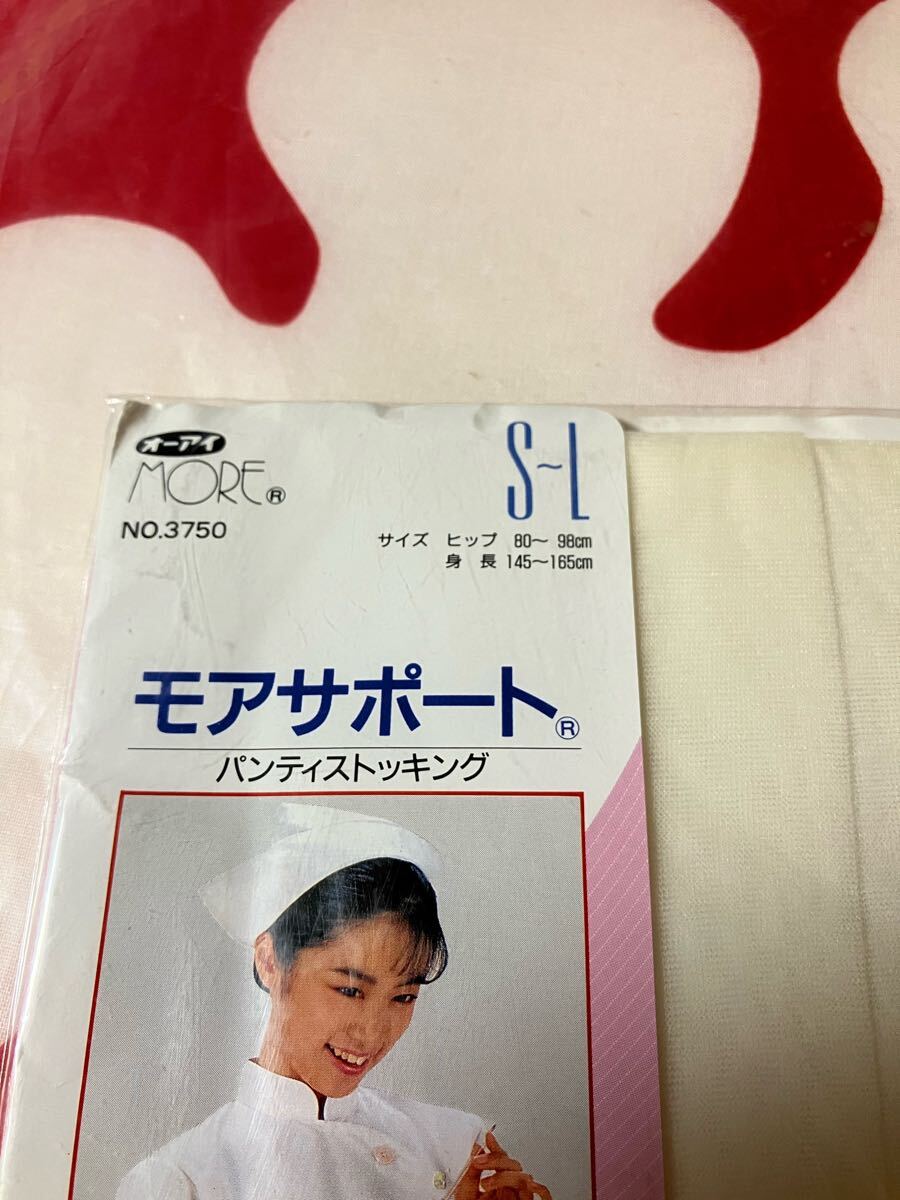 オーアイ
MORE®
NO.3750
S~L
サイズ ヒップ 80〜 98cm
身 長 145〜165cm
モアサポート®
パンティストッキング